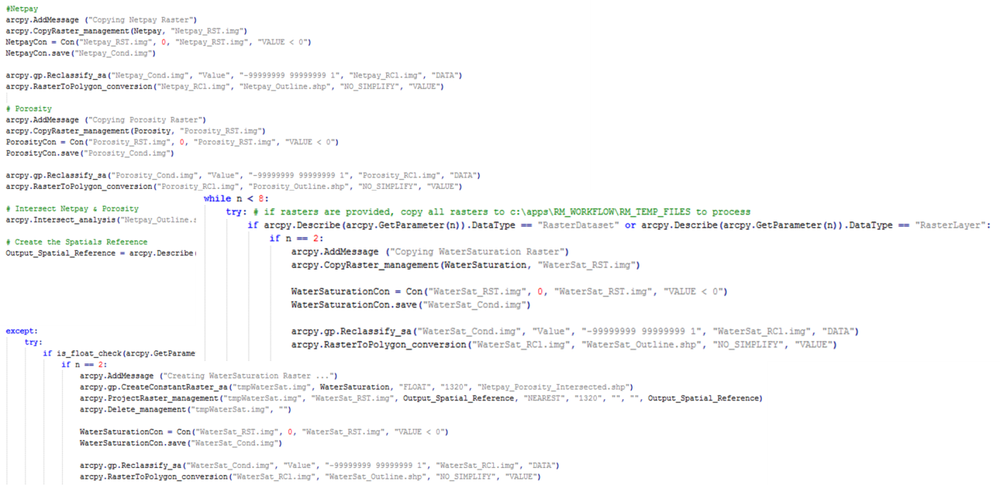 #Netpay
arcpy.AddMessage ("Copying Netpay Raster")
arcpy.CopyRaster_management(Netpay, "Netpay_RST.img")
NetpayCon = Con("Netpay_RST.img", 0, "Netpay_RST.img", "VALUE < 0")
NetpayCon.save("Netpay_Cond.img")
arcpy.gp.Reclassify_sa("Netpay_Cond.img", "Value", "-99999999 99999999 1", "Netpay_RC1.img", "DATA")
arcpy.RasterToPolygon_conversion("Netpay_RC1.img", "Netpay_Outline.shp", "NO_SIMPLIFY", "VALUE")
# Porosity
arcpy.AddMessage ("Copying Porosity Raster")
arcpy.CopyRaster_management(Porosity, "Porosity_RST.img")
PorosityCon = Con("Porosity_RST.img", 0, "Porosity_RST.img", "VALUE < 0")
PorosityCon.save("Porosity_Cond.img")
arcpy.gp.Reclassify_sa("Porosity_Cond.img", "Value", "-99999999 99999999 1", "Porosity_RC1.img", "DATA")
arcpy.RasterToPolygon_conversion("Porosity_RC1.img", "Porosity_Outline.shp", "NO_SIMPLIFY", "VALUE")
# Intersect Netpay & Porosity
arcpy.Intersect_analysis("Netpay_Outline.s
# Create the Spatials Reference
Output_Spatial_Reference = arcpy.Describe(
while n < 8:
try: # if rasters are provided, copy all rasters to c:\apps\RM_WORKFLOW\RM_TEMP_FILES to process
if arcpy.Describe(arcpy.GetParameter(n)).DataType == "RasterDataset" or arcpy.Describe(arcpy.GetParameter(n)).DataType == "RasterLayer":
if n == 2:
arcpy.AddMessage ("Copying WaterSaturation Raster")
arcpy.CopyRaster_management(WaterSaturation, "WaterSat_RST.img")
WaterSaturationCon = Con("WaterSat_RST.img", 0, "WaterSat_RST.img", "VALUE < 0")
WaterSaturationCon.save("WaterSat_Cond.img")
arcpy.gp.Reclassify_sa("WaterSat_Cond.img", "Value", "-99999999 99999999 1", "WaterSat_RC1.img", "DATA")
arcpy.RasterToPolygon_conversion("WaterSat_RC1.img", "WaterSat_Outline.shp", "NO_SIMPLIFY", "VALUE")
except:
try:
if is_float_check(arcpy.GetParame
if n == 2:
arcpy.AddMessage ("Creating WaterSaturation Raster ...")
arcpy.gp.CreateConstantRaster_sa("tmpWaterSat.img", WaterSaturation, "FLOAT", "1320", "Netpay_Porosity_Intersected.shp")
arcpy.ProjectRaster_management("tmpWaterSat.img", "WaterSat_RST.img", Output_Spatial_Reference, "NEAREST", "1320", "", "", Output_Spatial_Reference)
arcpy.Delete_management("tmpWaterSat.img", "")
WaterSaturationCon = Con("WaterSat_RST.img", 0, "WaterSat_RST.img", "VALUE < 0")
WaterSaturationCon.save("WaterSat_Cond.img")
arcpy.gp.Reclassify_sa("WaterSat_Cond.img", "Value", "-99999999 99999999 1", "WaterSat_RC1.img", "DATA")
arcpy.RasterToPolygon_conversion("WaterSat_RC1.img", "WaterSat_Outline.shp", "NO_SIMPLIFY", "VALUE")